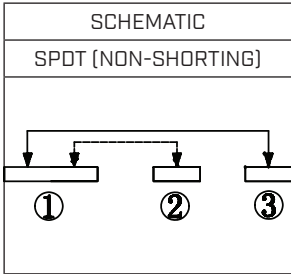 SCHEMATIC
SPDT (NON-SHORTING)
① ② ③